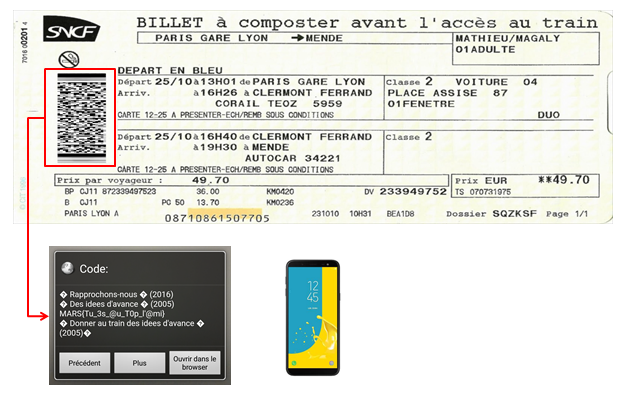 7016 00201 4
SNCF
BILLET à composter avant l'accès au train
PARIS GARE LYON → MENDE
MATHIEU/MAGALY
01ADULTE
DEPART EN BLEU
Départ 25/10 à 13H01 de PARIS GARE LYON
Classe 2 VOITURE 04
Arriv. à 16H26 à CLERMONT FERRAND
PLACE ASSISE 87
CORAIL TEOZ 5959
01FENETRE
CARTE 12-25 A PRESENTER-ECH/REMB SOUS CONDITIONS
DUO
Départ 25/10 à 16H40 de CLERMONT FERRAND
Classe 2
Arriv. à 19H30 à MENDE
AUTOCAR 34221
CARTE 12-25 A PRESENTER-ECH/REMB SOUS CONDITIONS
Prix par voyageur : 49.70
Prix EUR **49.70
BP CJ11 872339497523 36.00 KM0420 DV 233949752 TS 070731975
B CJ11 PC 50 13.70 KM0236
PARIS LYON A 08710861507705 231010 10H31 BEA1D8 Dossier SQZKSF Page 1/1
Code:
� Rapprochons-nous � (2016)
� Des idees d'avance � (2005)
MARS{Tu_3s_@u_T0p_l'@mi}
� Donner au train des idees d'avance �
(2005)�
Précédent
Plus
Ouvrir dans le
browser
12
45